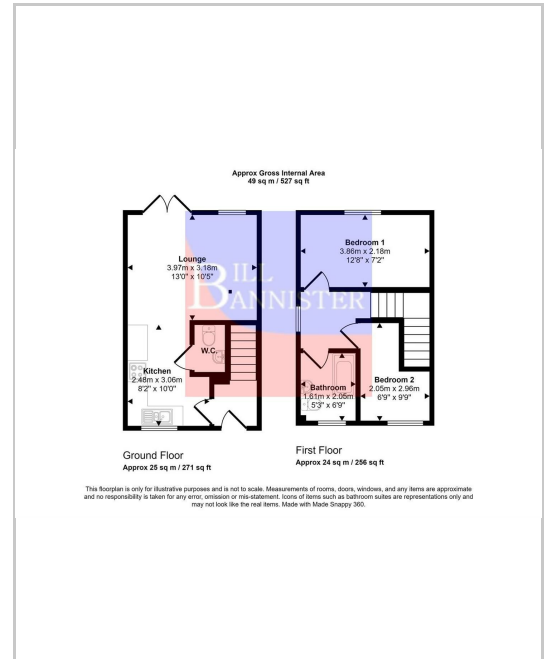 Approx Gross Internal Area
49 sq m / 527 sq ft
Lounge
3.97m x 3.18m
13'0" x 10'5"
W.C.
Kitchen
2.48m x 3.06m
8'2" x 10'0"
Bedroom 1
3.86m x 2.18m
12'8" x 7'2"
Bathroom
1.61m x 2.05m
5'3" x 6'9"
Bedroom 2
2.05m x 2.96m
6'9" x 9'9"
BILL
BANNISTER
Ground Floor
Approx 25 sq m / 271 sq ft
First Floor
Approx 24 sq m / 256 sq ft
This floorplan is only for illustrative purposes and is not to scale. Measurements of rooms, doors, windows, and any items are approximate
and no responsibility is taken for any error, omission or mis-statement. Icons of items such as bathroom suites are representations only and
may not look like the real items. Made with Made Snappy 360.